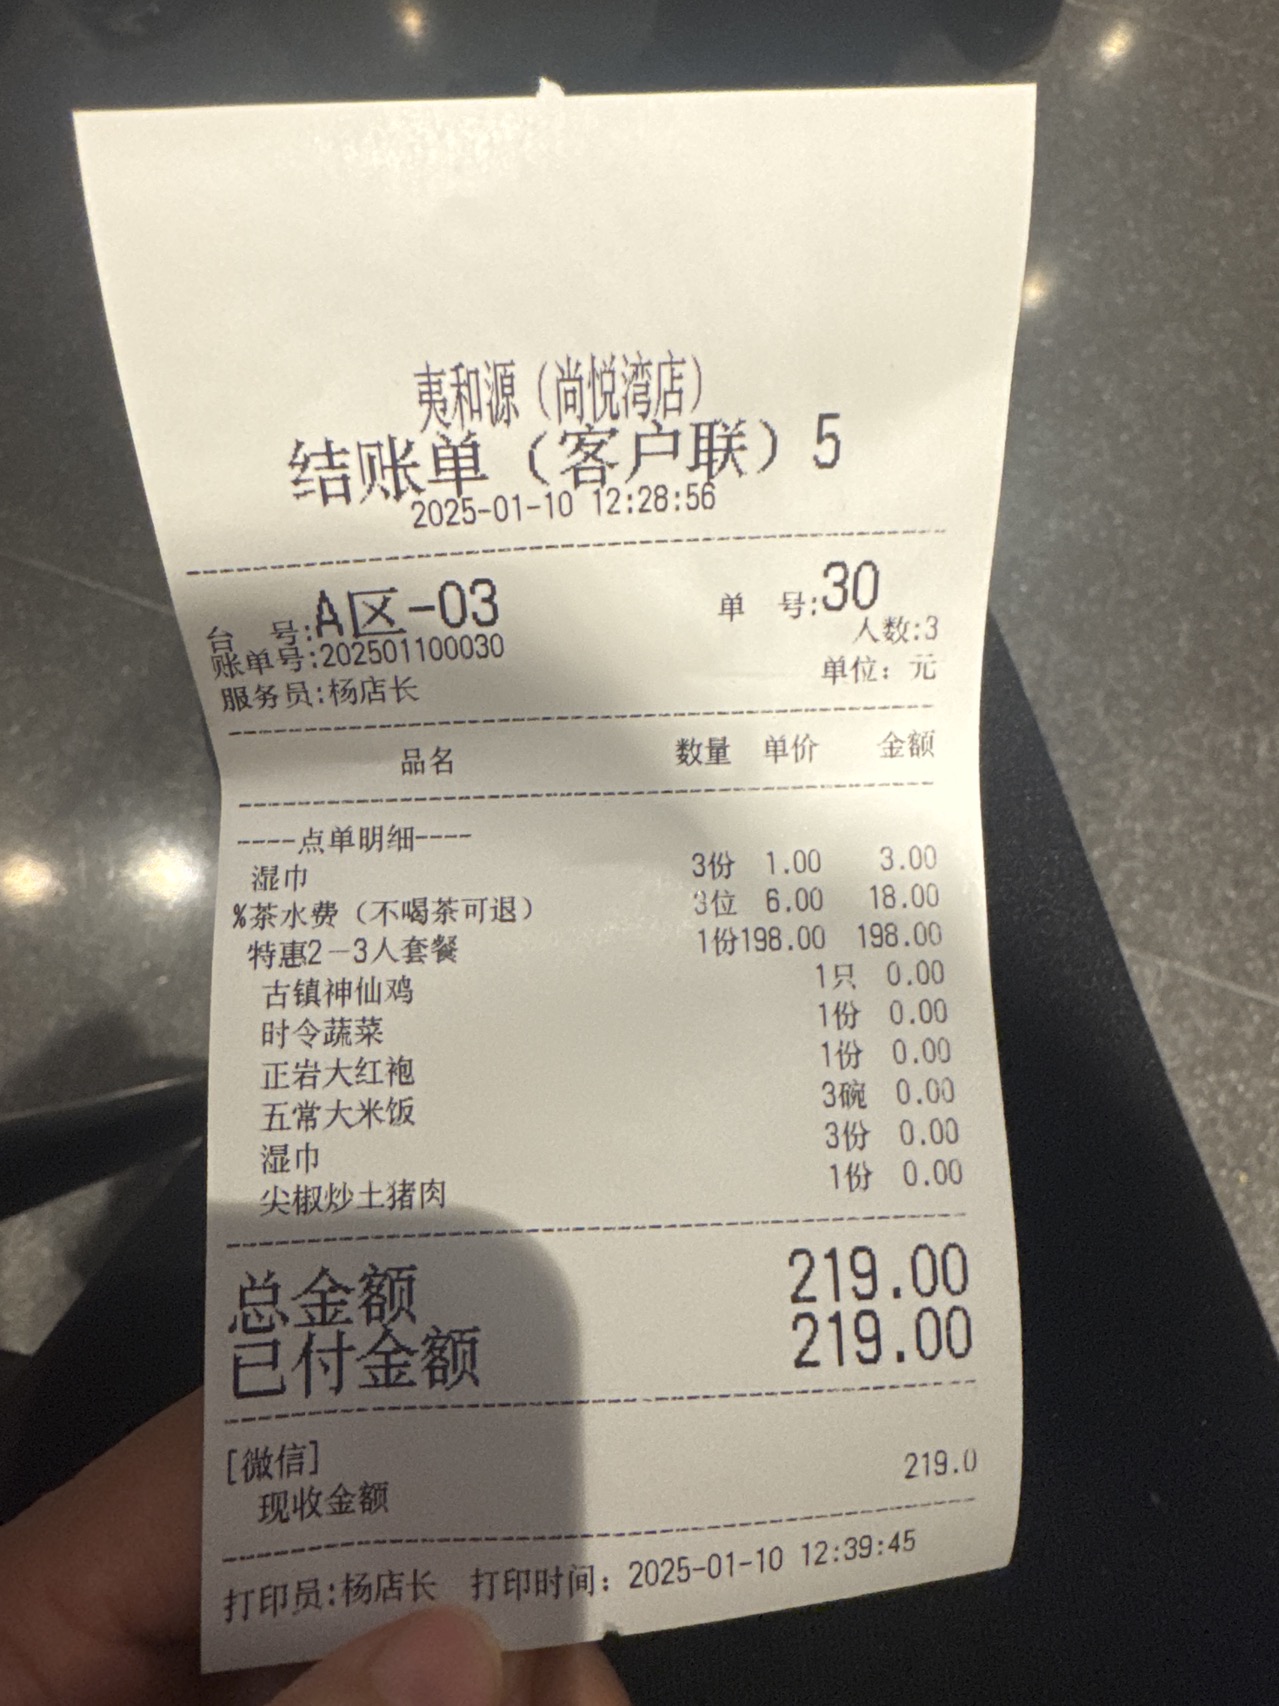 夷和源（尚悦湾店）
结账单（客户联）5
2025-01-10 12:28:56
台 号:A区-03 单 号:30
人数:3
账单号:202501100030
单位：元
服务员:杨店长
品名 数量 单价 金额
----点单明细----
湿巾 3份 1.00 3.00
%茶水费（不喝茶可退） 3位 6.00 18.00
特惠2－3人套餐 1份198.00 198.00
古镇神仙鸡 1只 0.00
时令蔬菜 1份 0.00
正岩大红袍 1份 0.00
五常大米饭 3碗 0.00
湿巾 3份 0.00
尖椒炒土猪肉 1份 0.00
总金额 219.00
已付金额 219.00
[微信]
现收金额 219.0
打印员:杨店长 打印时间：2025-01-10 12:39:45